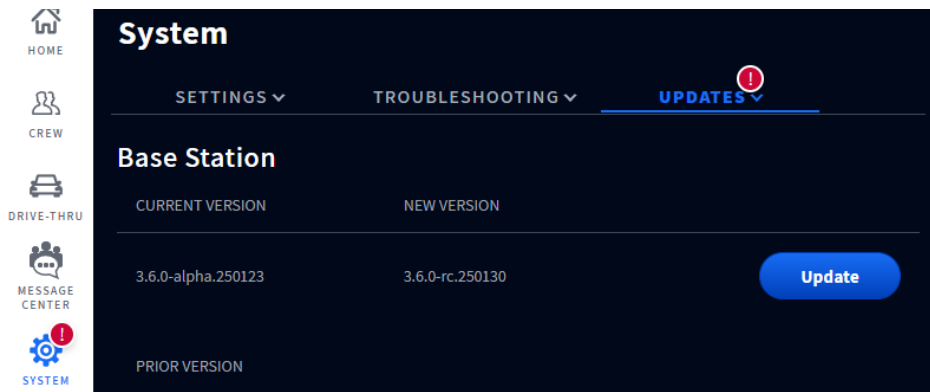 HOME
CREW
DRIVE-THRU
MESSAGE
CENTER
!
SYSTEM
System
SETTINGS
TROUBLESHOOTING
UPDATES
!
Base Station
CURRENT VERSION
NEW VERSION
3.6.0-alpha.250123
3.6.0-rc.250130
Update
PRIOR VERSION